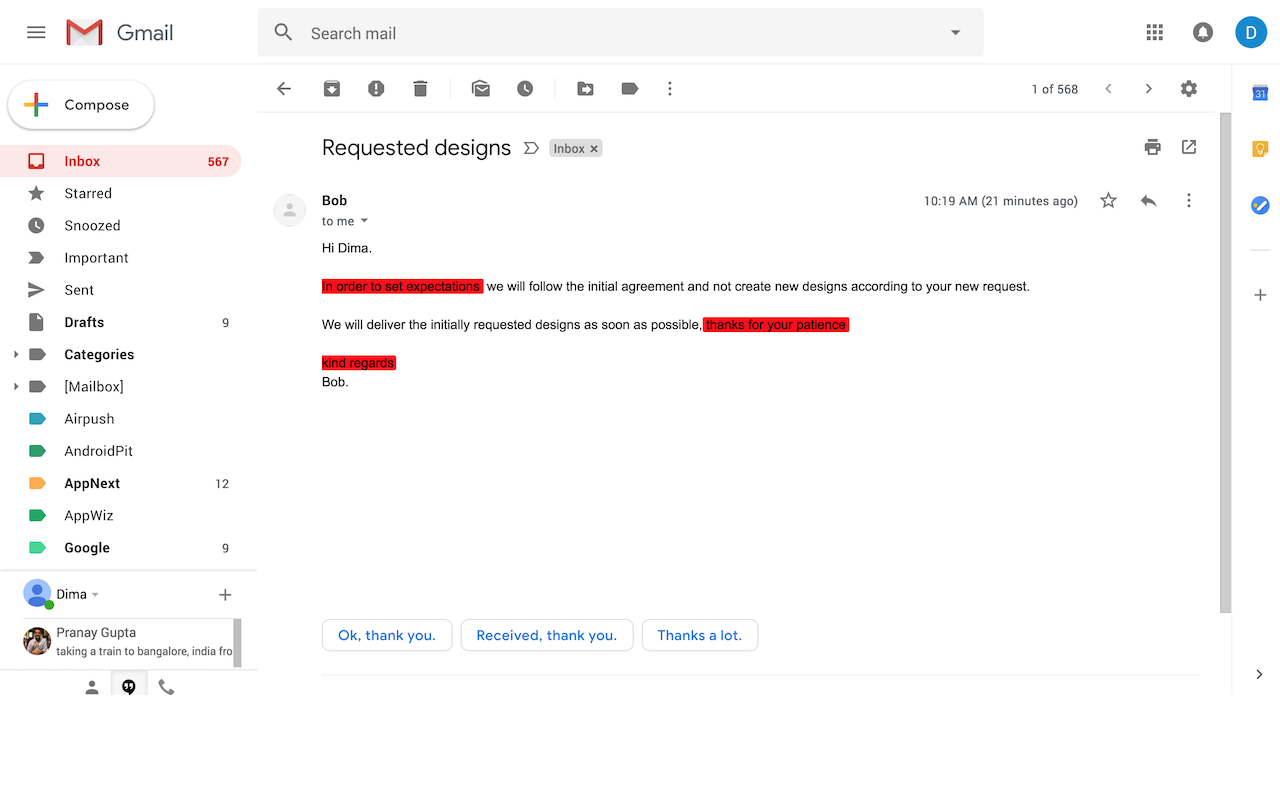 Gmail
Search mail
D
Compose
1 of 568
31
Requested designs
Inbox x
Inbox 567
Starred
Snoozed
Important
Sent
Drafts 9
Categories
[Mailbox]
Airpush
AndroidPit
AppNext 12
AppWiz
Google 9
Bob
10:19 AM (21 minutes ago)
to me
Hi Dima.
In order to set expectations we will follow the initial agreement and not create new designs according to your new request.
We will deliver the initially requested designs as soon as possible, thanks for your patience
kind regards
Bob.
Dima
Pranay Gupta
taking a train to bangalore, india fro
Ok, thank you.
Received, thank you.
Thanks a lot.